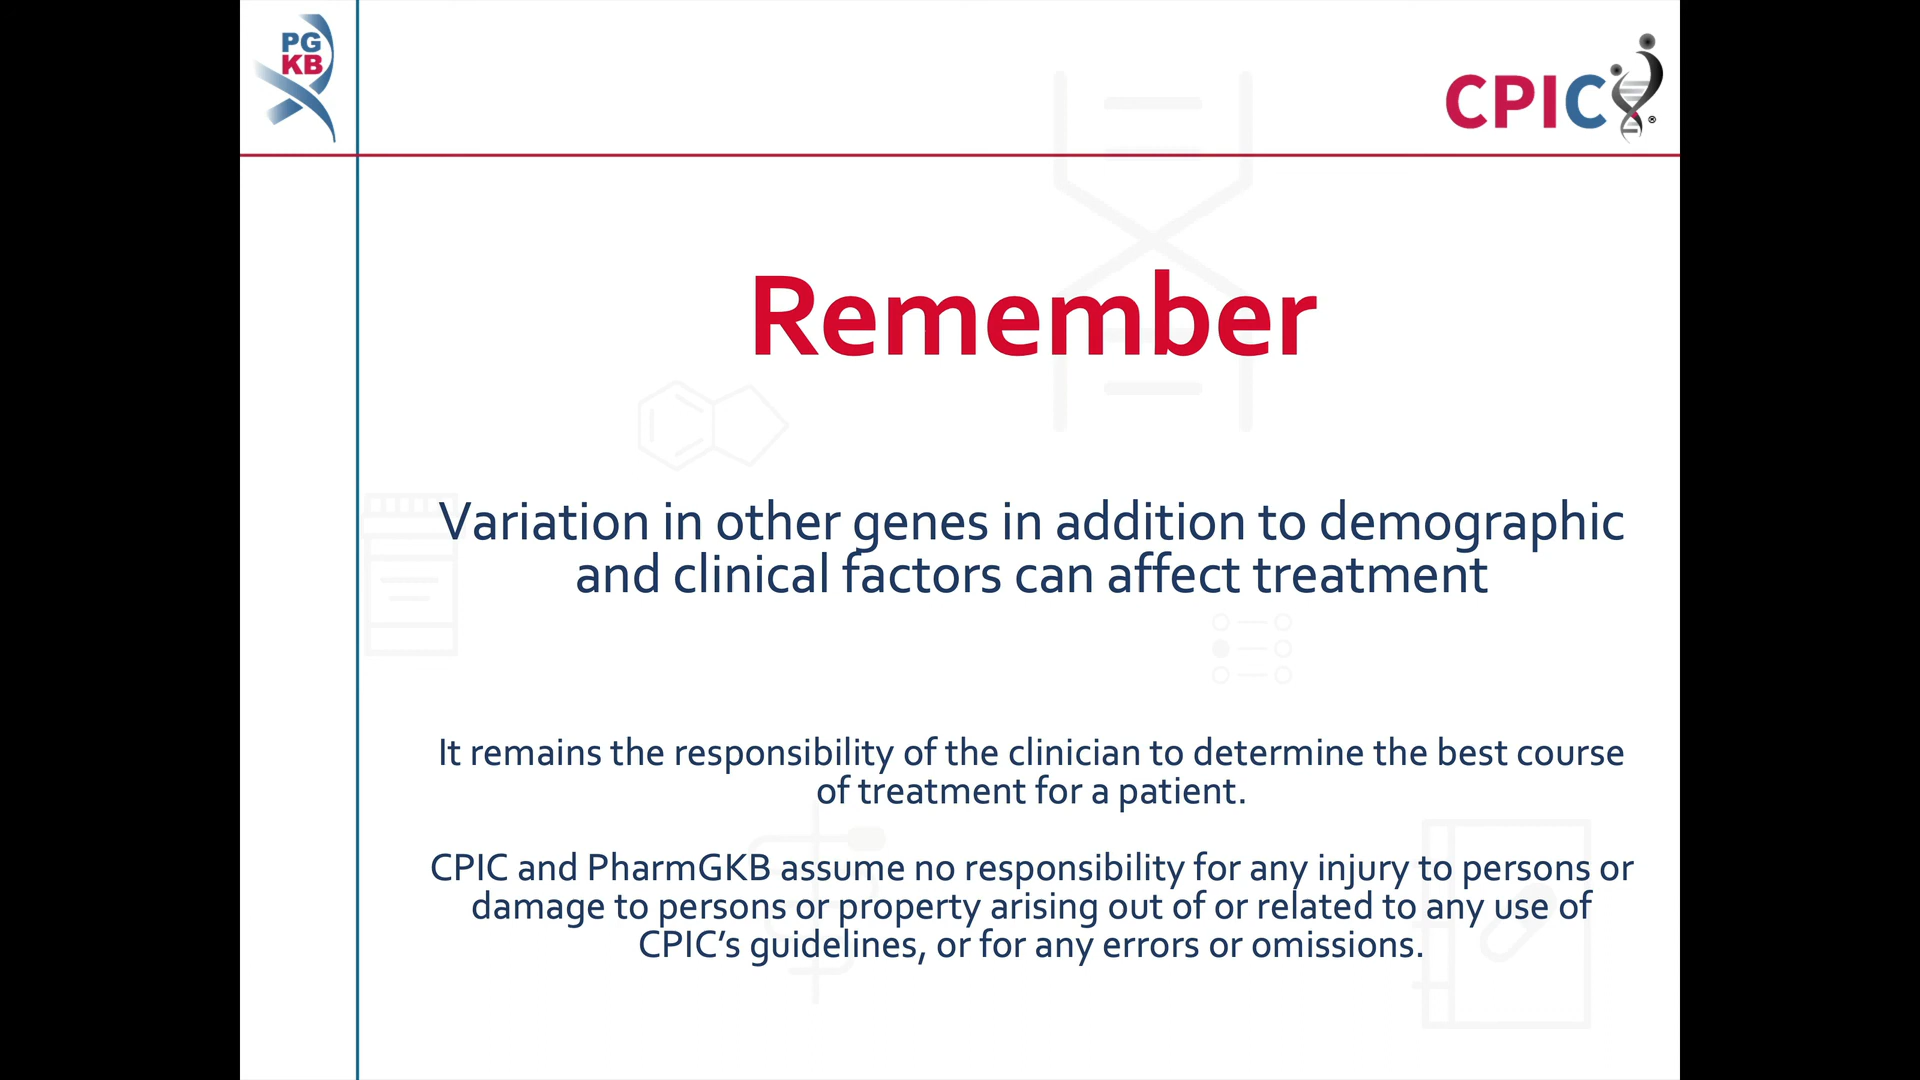 PG
KB
CPIC®
Remember
Variation in other genes in addition to demographic
and clinical factors can affect treatment
It remains the responsibility of the clinician to determine the best course
of treatment for a patient.
CPIC and PharmGKB assume no responsibility for any injury to persons or
damage to persons or property arising out of or related to any use of
CPIC’s guidelines, or for any errors or omissions.